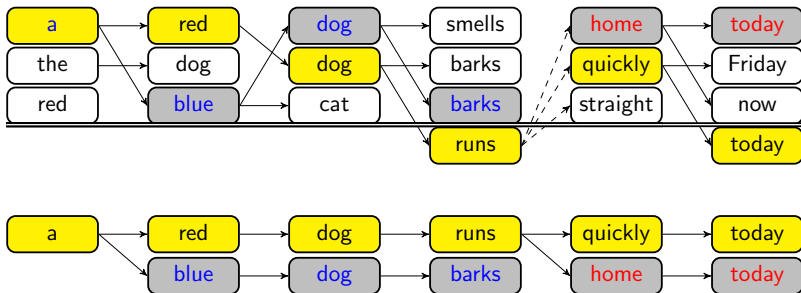 a red dog smells home today
the dog dog barks quickly Friday
red blue cat barks straight now
runs today
a red dog runs quickly today
blue dog barks home today